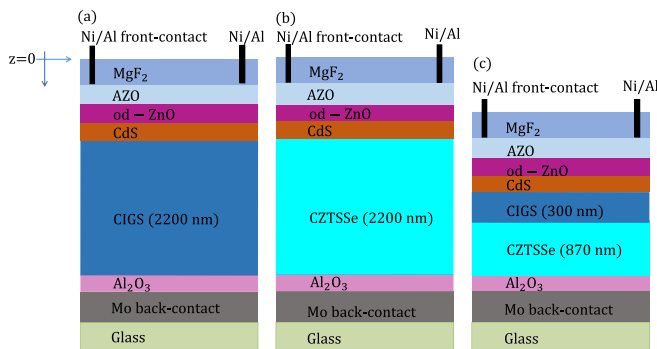 (a)
Ni/Al front-contact Ni/Al
z=0
MgF₂
AZO
od − ZnO
CdS
CIGS (2200 nm)
Al₂O₃
Mo back-contact
Glass
(b)
Ni/Al front-contact Ni/Al
MgF₂
AZO
od − ZnO
CdS
CZTSSe (2200 nm)
Al₂O₃
Mo back-contact
Glass
(c)
Ni/Al front-contact Ni/Al
MgF₂
AZO
od − ZnO
CdS
CIGS (300 nm)
CZTSSe (870 nm)
Al₂O₃
Mo back-contact
Glass